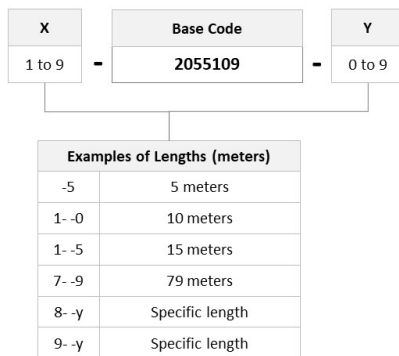 X Base Code Y
1 to 9 - 2055109 - 0 to 9
Examples of Lengths (meters)
-5 5 meters
1- -0 10 meters
1- -5 15 meters
7- -9 79 meters
8- -y Specific length
9- -y Specific length